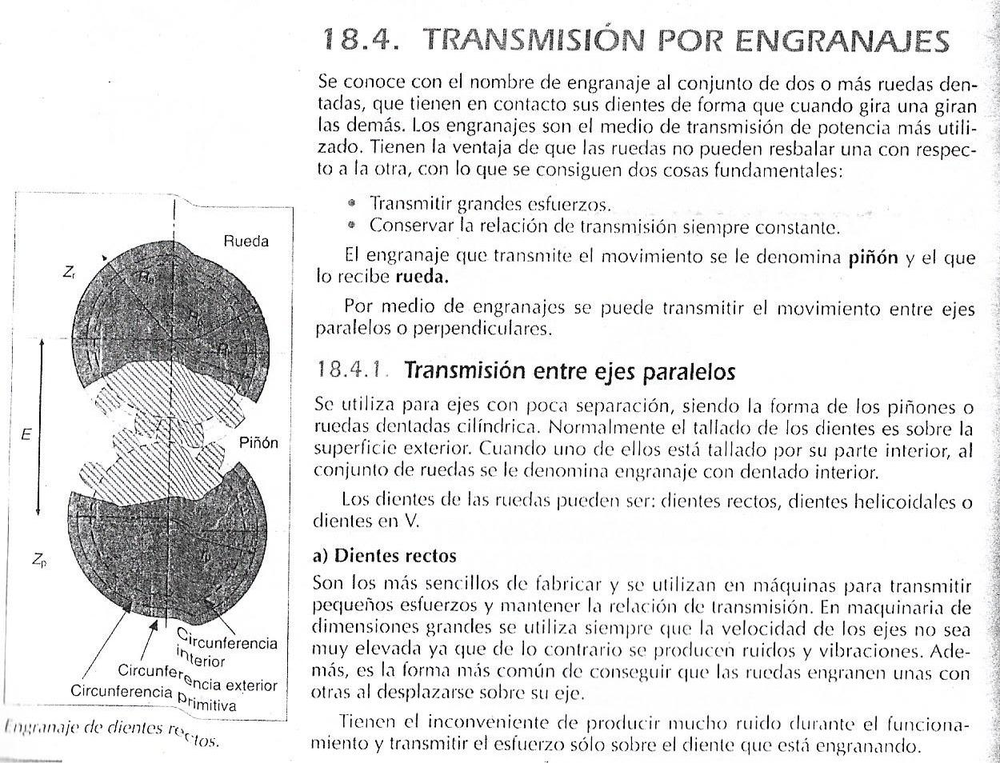 18.4. TRANSMISIÓN POR ENGRANAJES
Se conoce con el nombre de engranaje al conjunto de dos o más ruedas den-
tadas, que tienen en contacto sus dientes de forma que cuando gira una giran
las demás. Los engranajes son el medio de transmisión de potencia más utili-
zado. Tienen la ventaja de que las ruedas no pueden resbalar una con respec-
to a la otra, con lo que se consiguen dos cosas fundamentales:
• Transmitir grandes esfuerzos.
• Conservar la relación de transmisión siempre constante.
El engranaje que transmite el movimiento se le denomina piñón y el que
lo recibe rueda.
Por medio de engranajes se puede transmitir el movimiento entre ejes
paralelos o perpendiculares.
18.4.1. Transmisión entre ejes paralelos
Se utiliza para ejes con poca separación, siendo la forma de los piñones o
ruedas dentadas cilíndrica. Normalmente el tallado de los dientes es sobre la
superficie exterior. Cuando uno de ellos está tallado por su parte interior, al
conjunto de ruedas se le denomina engranaje con dentado interior.
Los dientes de las ruedas pueden ser: dientes rectos, dientes helicoidales o
dientes en V.
a) Dientes rectos
Son los más sencillos de fabricar y se utilizan en máquinas para transmitir
pequeños esfuerzos y mantener la relación de transmisión. En maquinaria de
dimensiones grandes se utiliza siempre que la velocidad de los ejes no sea
muy elevada ya que de lo contrario se producen ruidos y vibraciones. Ade-
más, es la forma más común de conseguir que las ruedas engranen unas con
otras al desplazarse sobre su eje.
Tienen el inconveniente de producir mucho ruido durante el funciona-
miento y transmitir el esfuerzo sólo sobre el diente que está engranando.
Rueda
Zr
E
Piñón
Zp
Circunferencia
interior
Circunferencia exterior
Circunferencia primitiva
Engranaje de dientes rectos.